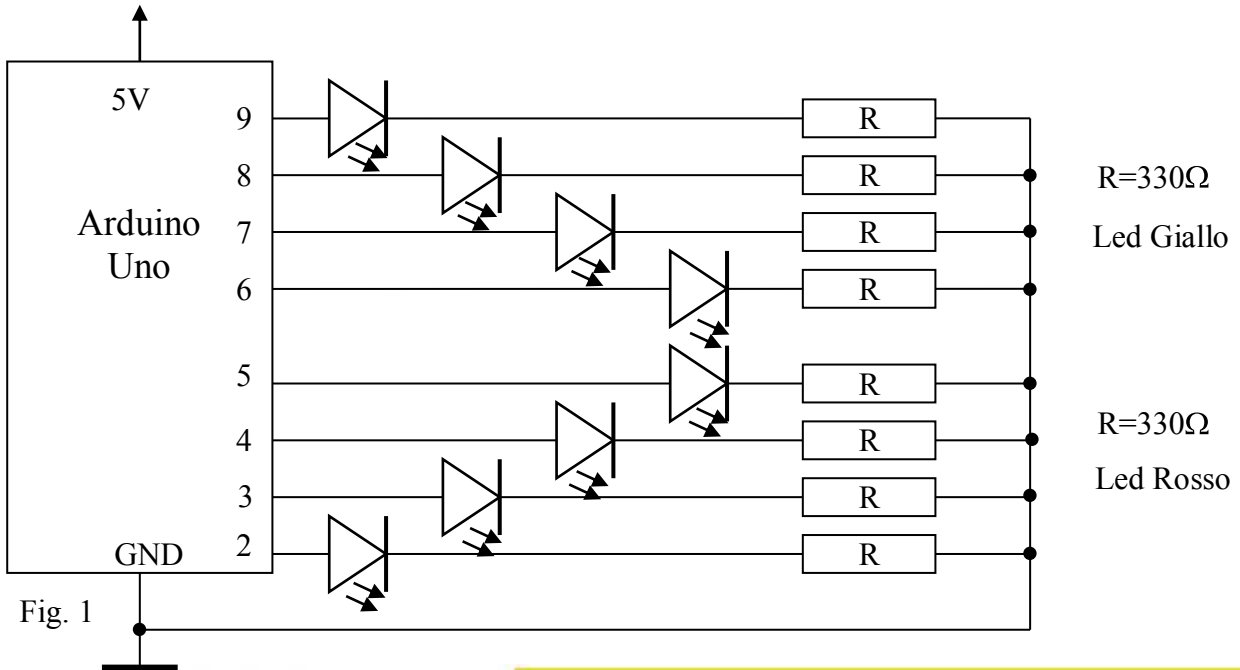 5V
9 R
8 R
R=330Ω
Arduino
Uno
7 R
Led Giallo
6 R
5 R
4 R
R=330Ω
Led Rosso
3 R
GND
2 R
Fig. 1